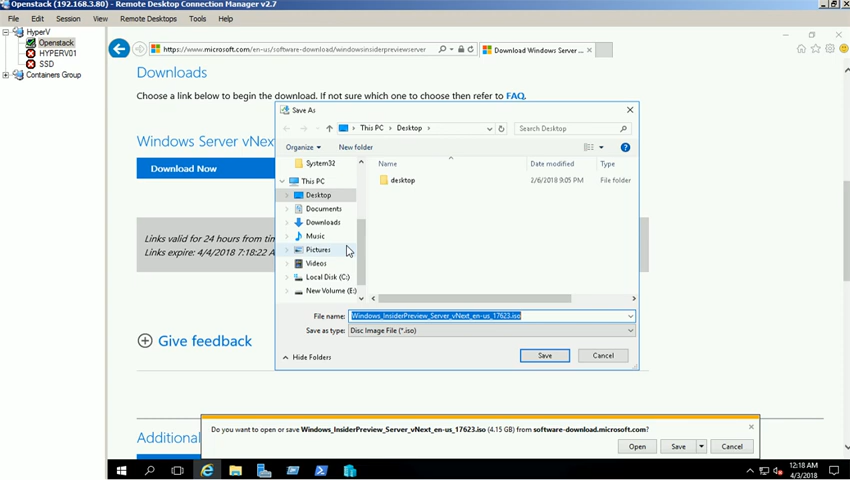 Openstack (192.168.3.80) - Remote Desktop Connection Manager v2.7
File Edit Session View Remote Desktops Tools Help
HyperV
Openstack
HYPERV01
SSD
Containers Group
https://www.microsoft.com/en-us/software-download/windowsinsiderpreviewserver
Download Windows Server ...
Downloads
Choose a link below to begin the download. If not sure which one to choose then refer to FAQ.
Windows Server vNex
Download Now
Links valid for 24 hours from tim
Links expire: 4/4/2018 7:18:22 A
Give feedback
Additional
Save As
This PC > Desktop >
Search Desktop
Organize New folder
System32
This PC
Desktop
Documents
Downloads
Music
Pictures
Videos
Local Disk (C:)
New Volume (E:)
Name Date modified Type
desktop 2/6/2018 9:05 PM File folder
File name: Windows_InsiderPreview_Server_vNext_en-us_17623.iso
Save as type: Disc Image File (*.iso)
Hide Folders
Save Cancel
Do you want to open or save Windows_InsiderPreview_Server_vNext_en-us_17623.iso (4.15 GB) from software-download.microsoft.com?
Open Save Cancel
12:18 AM
4/3/2018